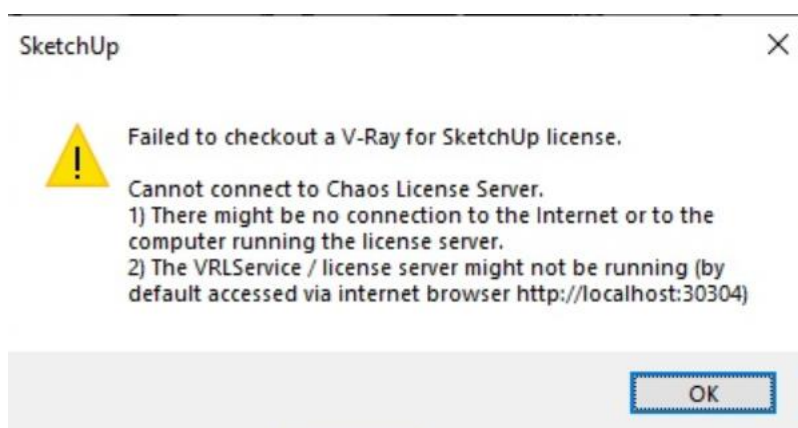 SketchUp
Failed to checkout a V-Ray for SketchUp license.
Cannot connect to Chaos License Server.
1) There might be no connection to the Internet or to the
computer running the license server.
2) The VRLService / license server might not be running (by
default accessed via internet browser http://localhost:30304)
OK